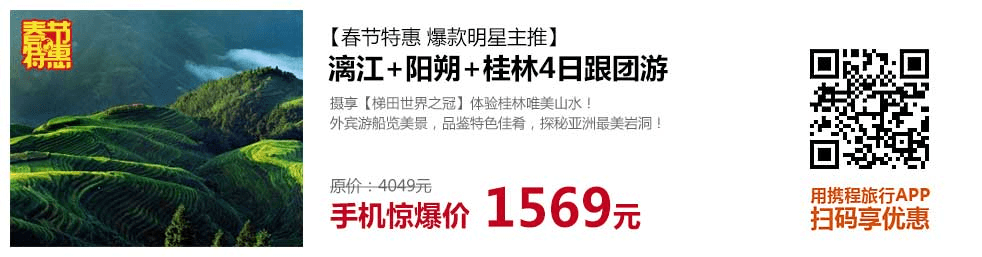 春节
特惠
【春节特惠 爆款明星主推】
漓江+阳朔+桂林4日跟团游
摄享【梯田世界之冠】体验桂林唯美山水！
外宾游船览美景，品鉴特色佳肴，探秘亚洲最美岩洞！
原价：4049元
手机惊爆价 1569元
用携程旅行APP
扫码享优惠